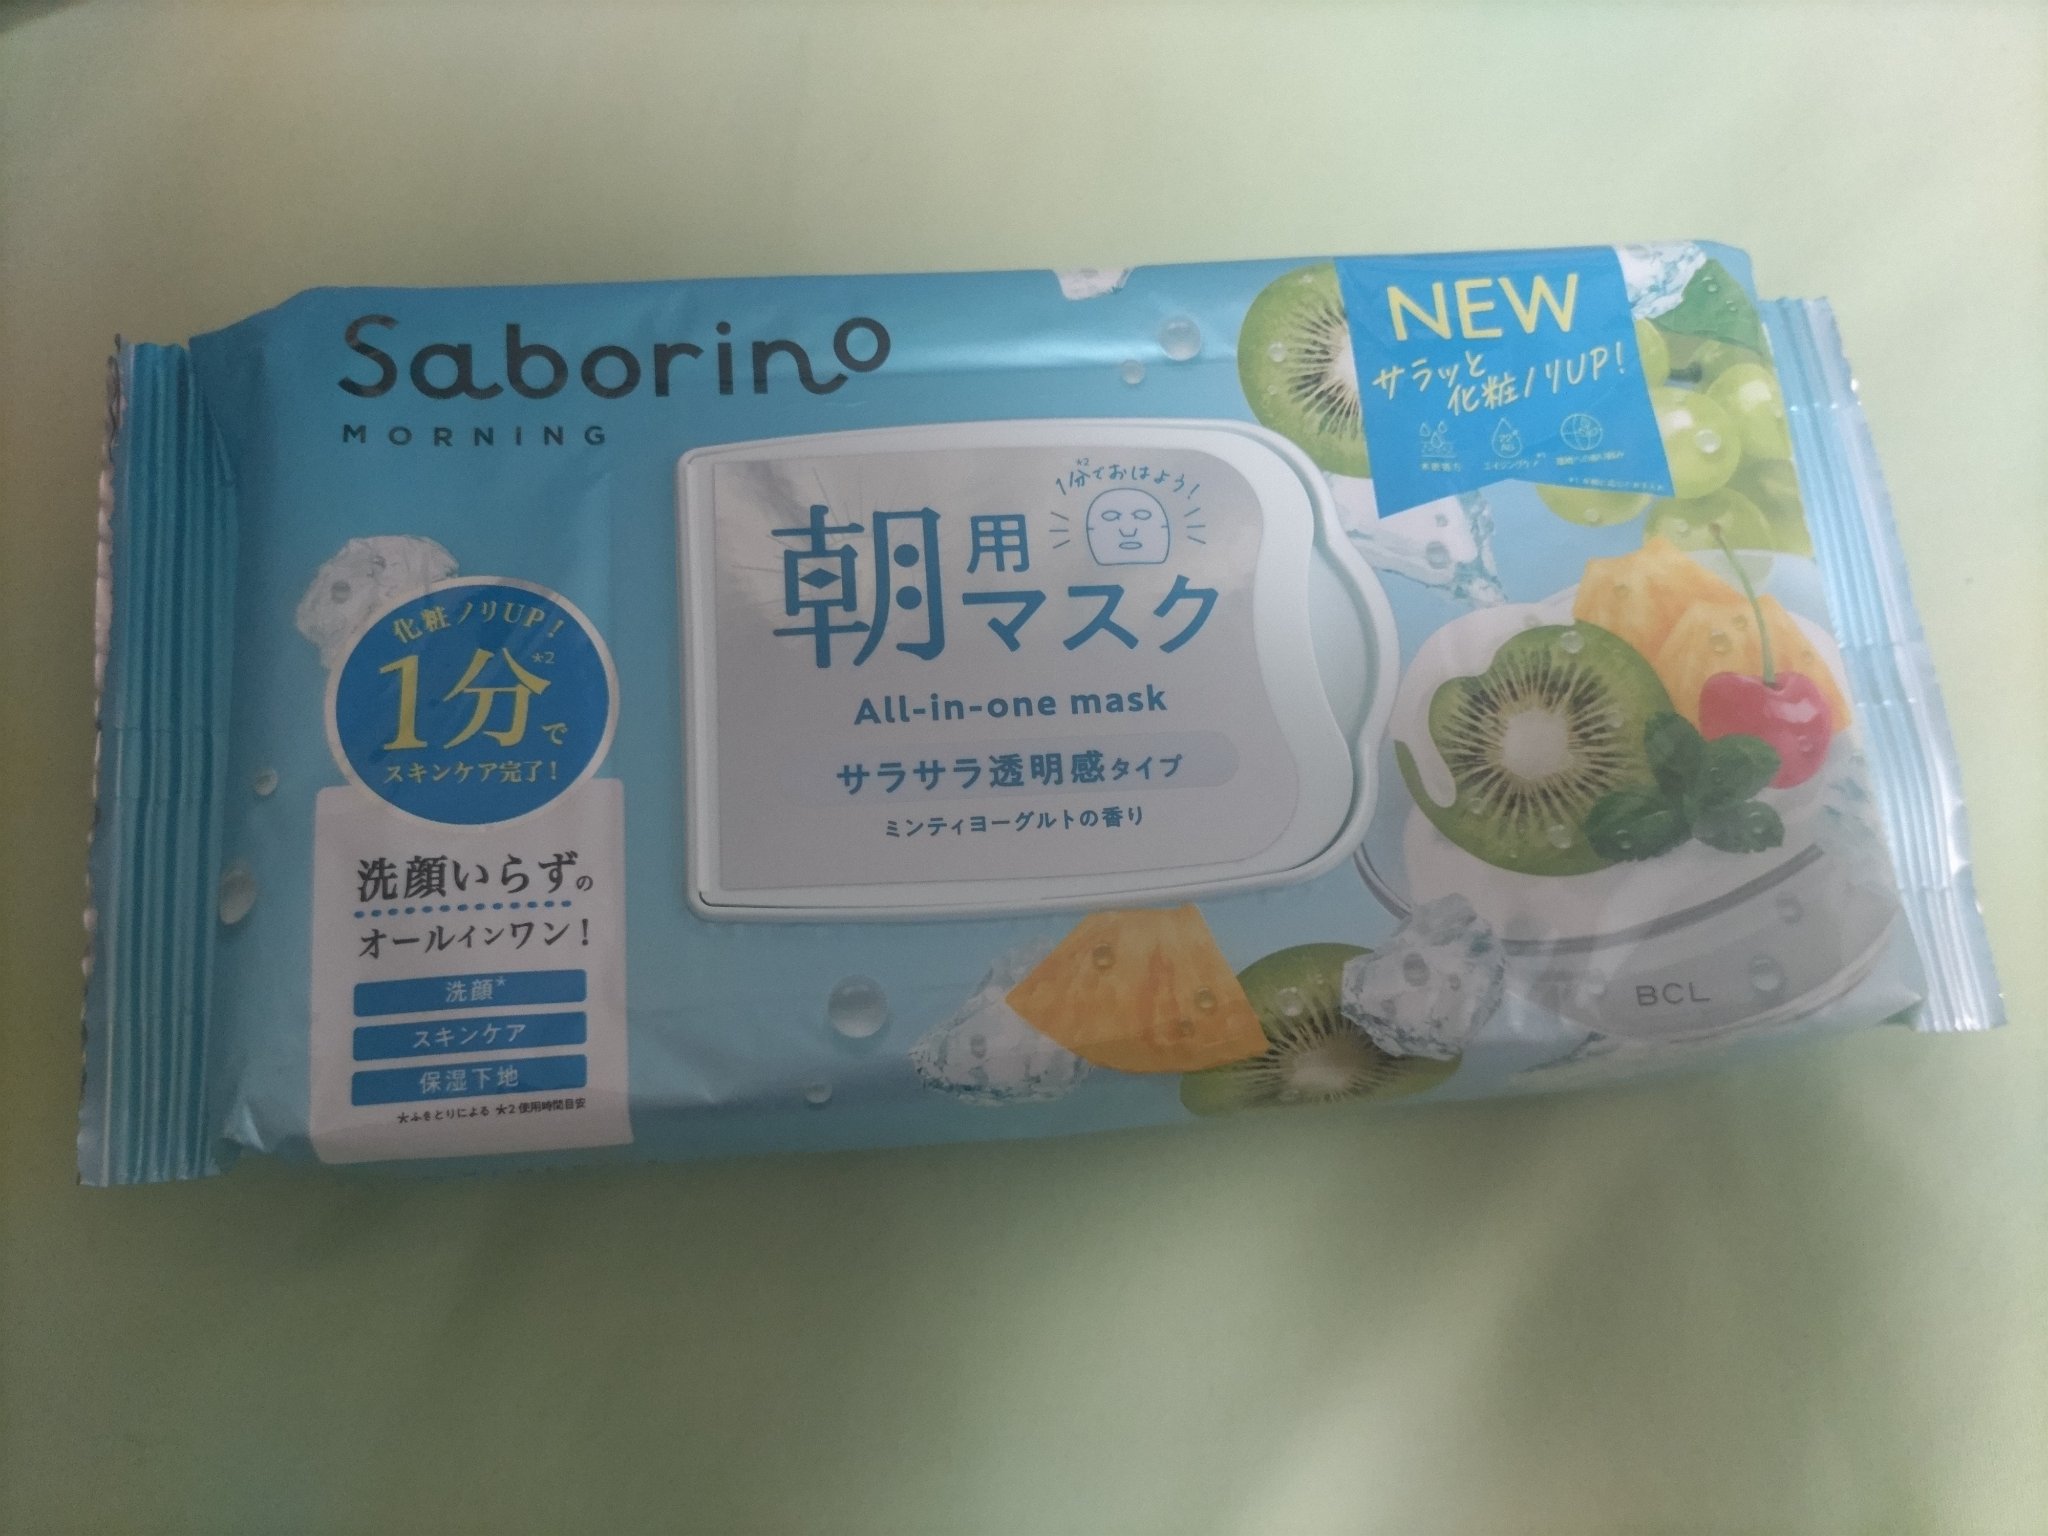 Saborino
MORNING
NEW
サラッと
化粧ノリUP!
1分*2でおはよう!
朝用マスク
All-in-one mask
サラサラ透明感タイプ
ミンティヨーグルトの香り
化粧ノリUP!
1分*2で
スキンケア完了!
洗顔いらずの
オールインワン!
洗顔*
スキンケア
保湿下地
*ふきとりによる *2 使用時間目安
5
BCL